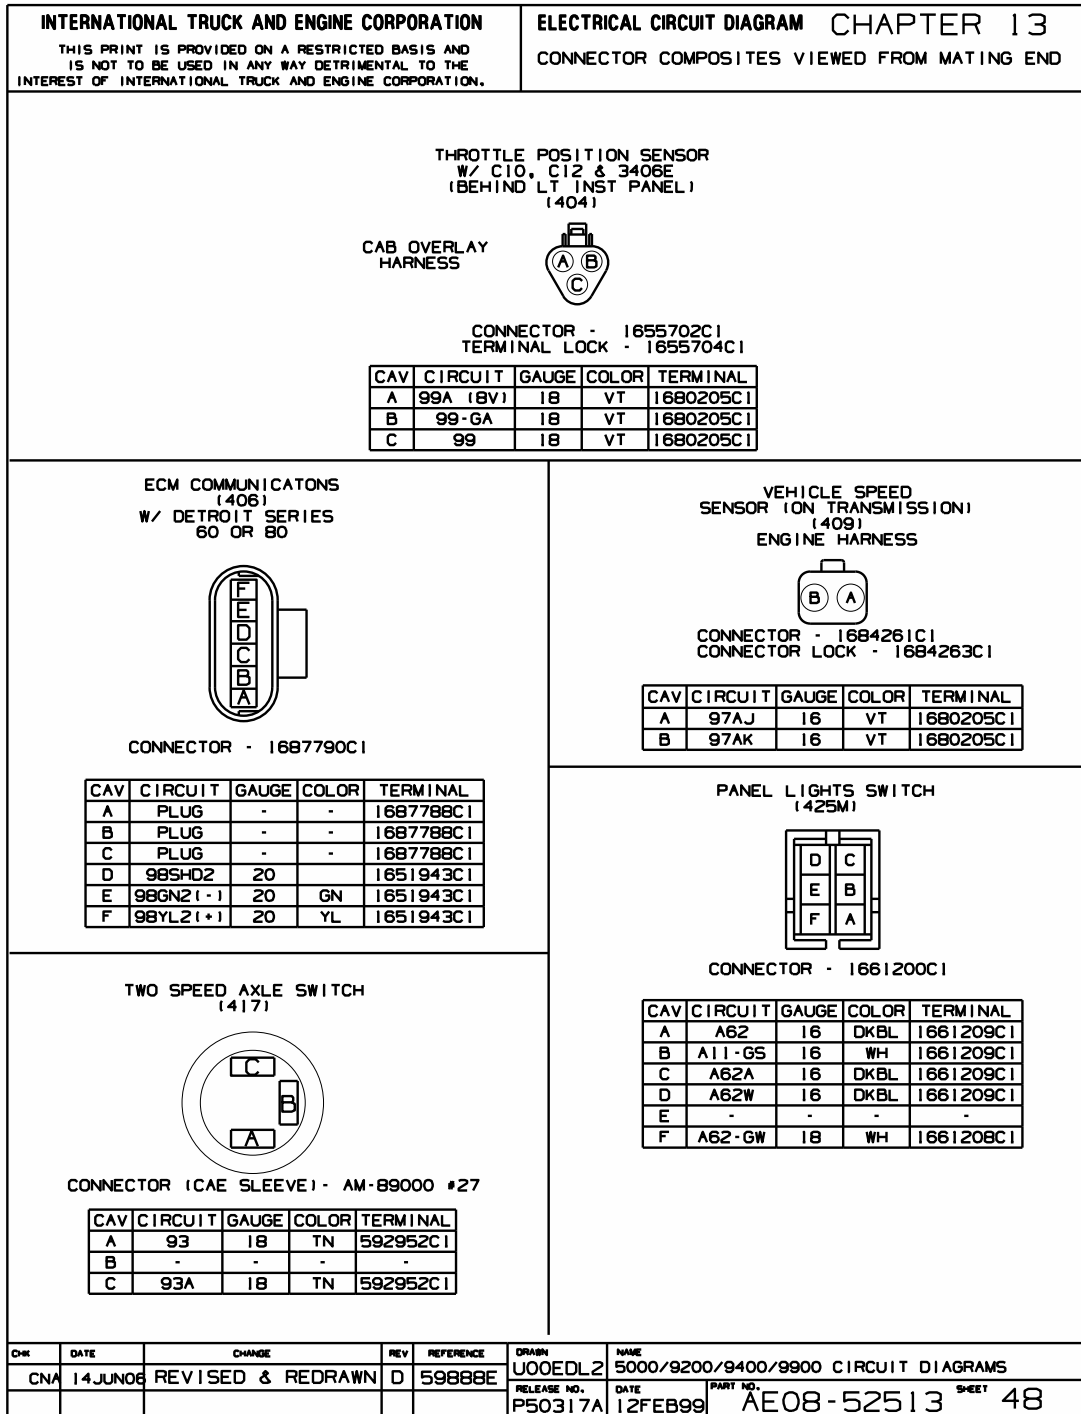 INTERNATIONAL TRUCK AND ENGINE CORPORATION
THIS PRINT IS PROVIDED ON A RESTRICTED BASIS AND
IS NOT TO BE USED IN ANY WAY DETRIMENTAL TO THE
INTEREST OF INTERNATIONAL TRUCK AND ENGINE CORPORATION.
ELECTRICAL CIRCUIT DIAGRAM CHAPTER 13
CONNECTOR COMPOSITES VIEWED FROM MATING END
THROTTLE POSITION SENSOR
W/ C10, C12 & 3406E
(BEHIND LT INST PANEL)
(404)
CAB OVERLAY
HARNESS
A B
C
CONNECTOR - 1655702C1
TERMINAL LOCK - 1655704C1
CAV CIRCUIT GAUGE COLOR TERMINAL
A 99A (8V) 18 VT 1680205C1
B 99-GA 18 VT 1680205C1
C 99 18 VT 1680205C1
ECM COMMUNICATONS
(406)
W/ DETROIT SERIES
60 OR 80
F
E
D
C
B
A
CONNECTOR - 1687790C1
CAV CIRCUIT GAUGE COLOR TERMINAL
A PLUG - - 1687788C1
B PLUG - - 1687788C1
C PLUG - - 1687788C1
D 98SHD2 20 1651943C1
E 98GN2(-) 20 GN 1651943C1
F 98YL2(+) 20 YL 1651943C1
VEHICLE SPEED
SENSOR (ON TRANSMISSION)
(409)
ENGINE HARNESS
B A
CONNECTOR - 1684261C1
CONNECTOR LOCK - 1684263C1
CAV CIRCUIT GAUGE COLOR TERMINAL
A 97AJ 16 VT 1680205C1
B 97AK 16 VT 1680205C1
PANEL LIGHTS SWITCH
(425M)
D C
E B
F A
CONNECTOR - 1661200C1
CAV CIRCUIT GAUGE COLOR TERMINAL
A A62 16 DKBL 1661209C1
B A11-GS 16 WH 1661209C1
C A62A 16 DKBL 1661209C1
D A62W 16 DKBL 1661209C1
E - - - -
F A62-GW 18 WH 1661208C1
TWO SPEED AXLE SWITCH
(417)
C
B
A
CONNECTOR (CAE SLEEVE)- AM-89000 #27
CAV CIRCUIT GAUGE COLOR TERMINAL
A 93 18 TN 592952C1
B - - - -
C 93A 18 TN 592952C1
CHK DATE CHANGE REV REFERENCE
CNA 14JUN06 REVISED & REDRAWN D 59888E
DRAWN
U00EDL2
NAME
5000/9200/9400/9900 CIRCUIT DIAGRAMS
RELEASE NO.
P50317A
DATE
12FEB99
PART NO.
AE08-52513
SHEET 48